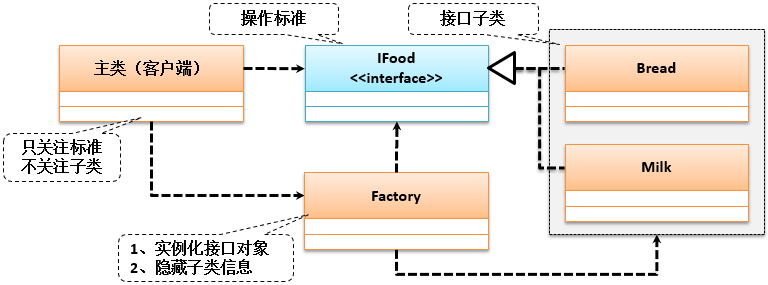 操作标准
接口子类
主类（客户端）
IFood
<<interface>>
Bread
只关注标准
不关注子类
Milk
Factory
1、实例化接口对象
2、隐藏子类信息